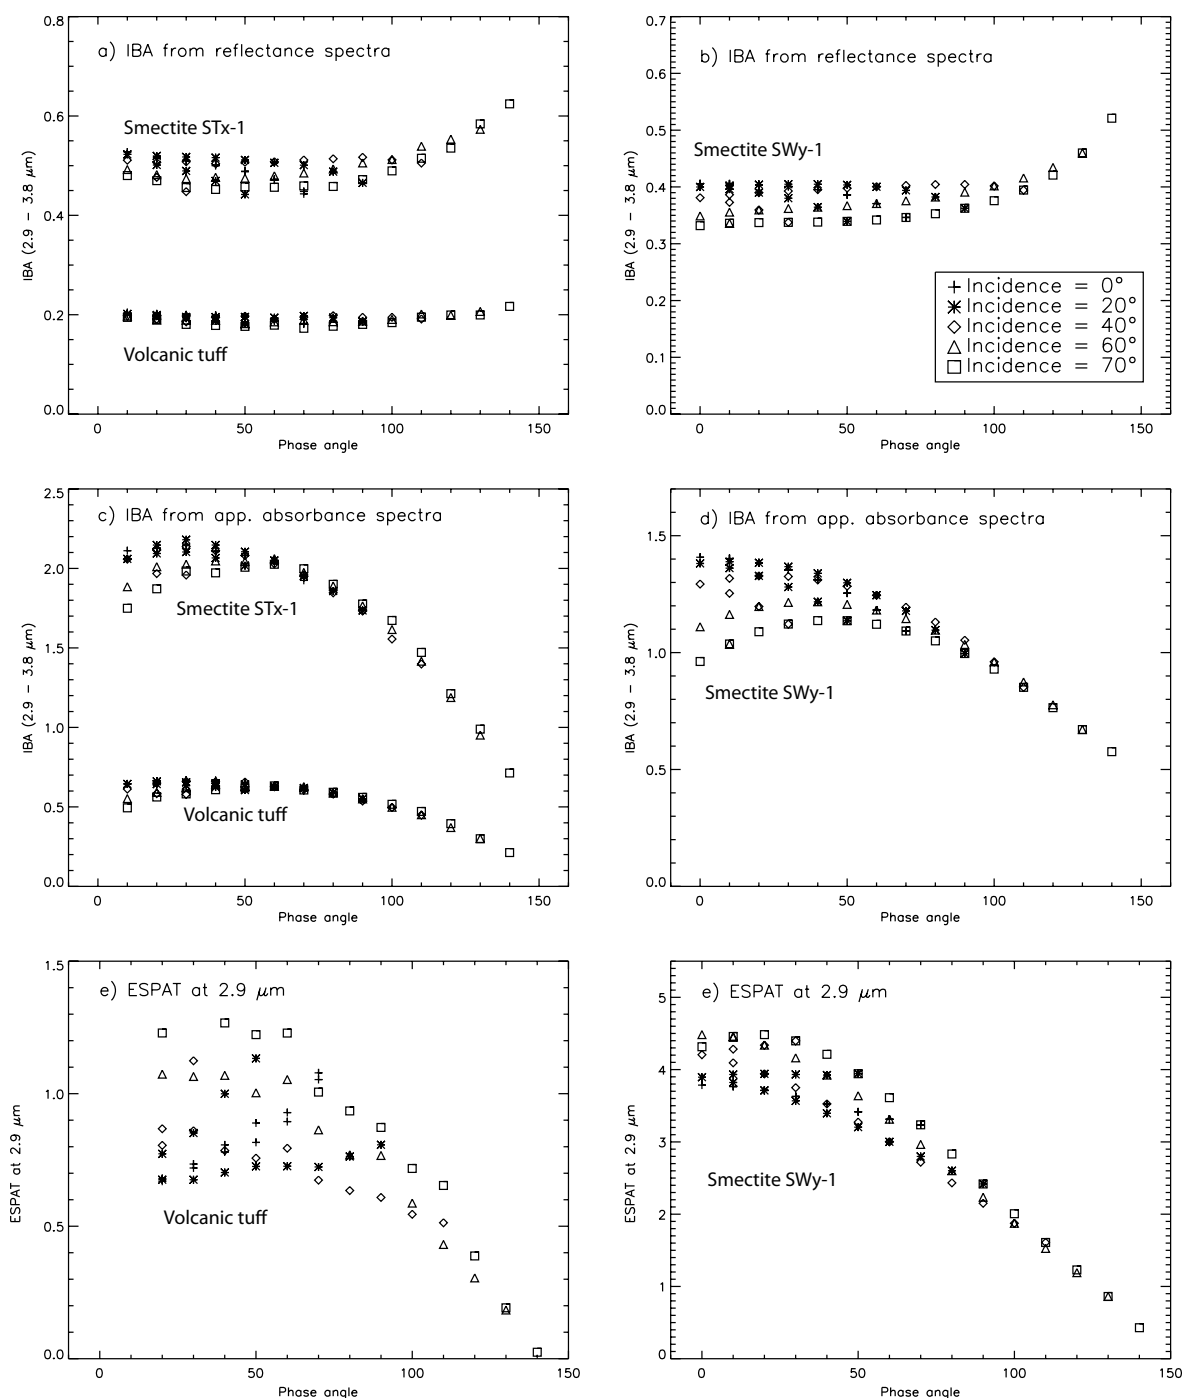 a) IBA from reflectance spectra
Smectite STx-1
Volcanic tuff
IBA (2.9 – 3.8 μm)
0.8
0.6
0.4
0.2
0.0
0 50 100 150
Phase angle
b) IBA from reflectance spectra
Smectite SWy-1
Incidence = 0°
Incidence = 20°
Incidence = 40°
Incidence = 60°
Incidence = 70°
IBA (2.9 – 3.8 μm)
0.7
0.6
0.5
0.4
0.3
0.2
0.1
0.0
0 50 100 150
Phase angle
c) IBA from app. absorbance spectra
Smectite STx-1
Volcanic tuff
IBA (2.9 – 3.8 μm)
2.5
2.0
1.5
1.0
0.5
0.0
0 50 100 150
Phase angle
d) IBA from app. absorbance spectra
Smectite SWy-1
IBA (2.9 – 3.8 μm)
1.5
1.0
0.5
0.0
0 50 100 150
Phase angle
e) ESPAT at 2.9 μm
Volcanic tuff
ESPAT at 2.9 μm
1.5
1.0
0.5
0.0
0 50 100 150
Phase angle
e) ESPAT at 2.9 μm
Smectite SWy-1
ESPAT at 2.9 μm
5
4
3
2
1
0
0 50 100 150
Phase angle